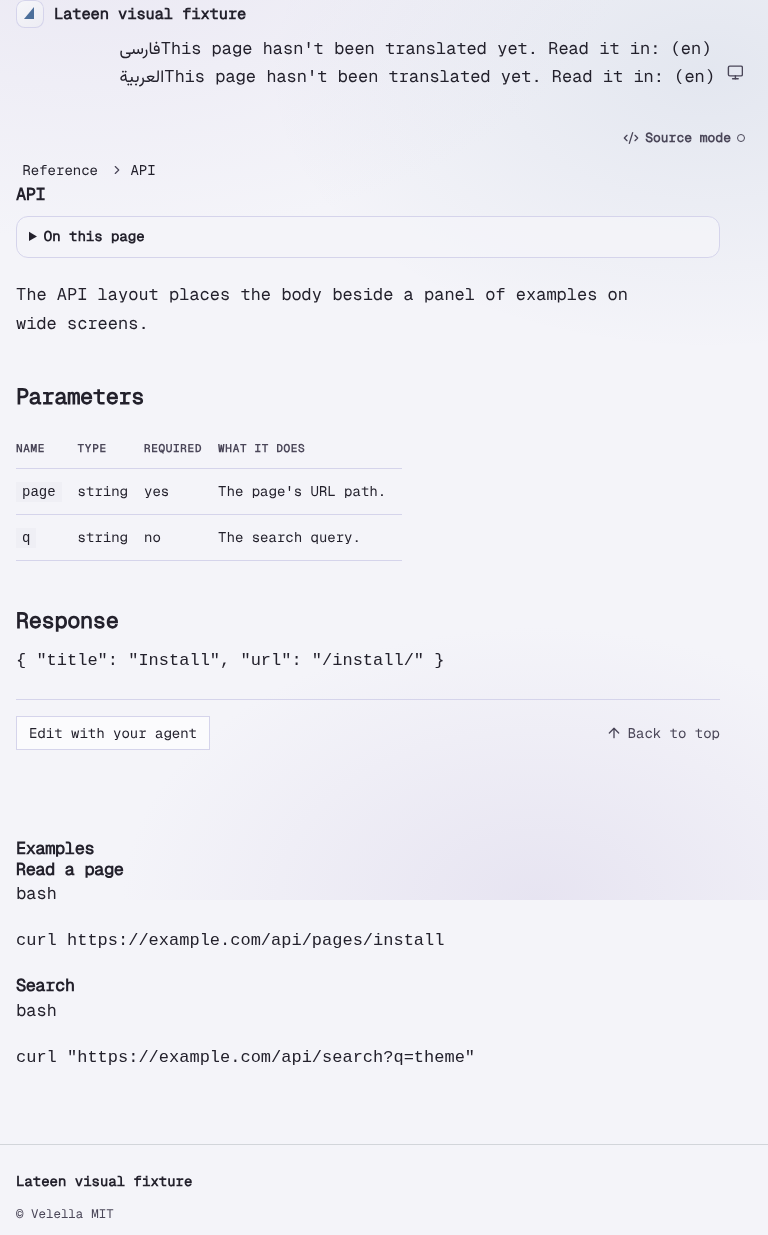 Lateen visual fixture
فارسیThis page hasn't been translated yet. Read it in: (en)
العربيةThis page hasn't been translated yet. Read it in: (en)
</> Source mode
Reference > API
API
On this page
The API layout places the body beside a panel of examples on
wide screens.
Parameters
NAME TYPE REQUIRED WHAT IT DOES
page string yes The page's URL path.
q string no The search query.
Response
{ "title": "Install", "url": "/install/" }
Edit with your agent
↑ Back to top
Examples
Read a page
bash
curl https://example.com/api/pages/install
Search
bash
curl "https://example.com/api/search?q=theme"
Lateen visual fixture
© Velella MIT